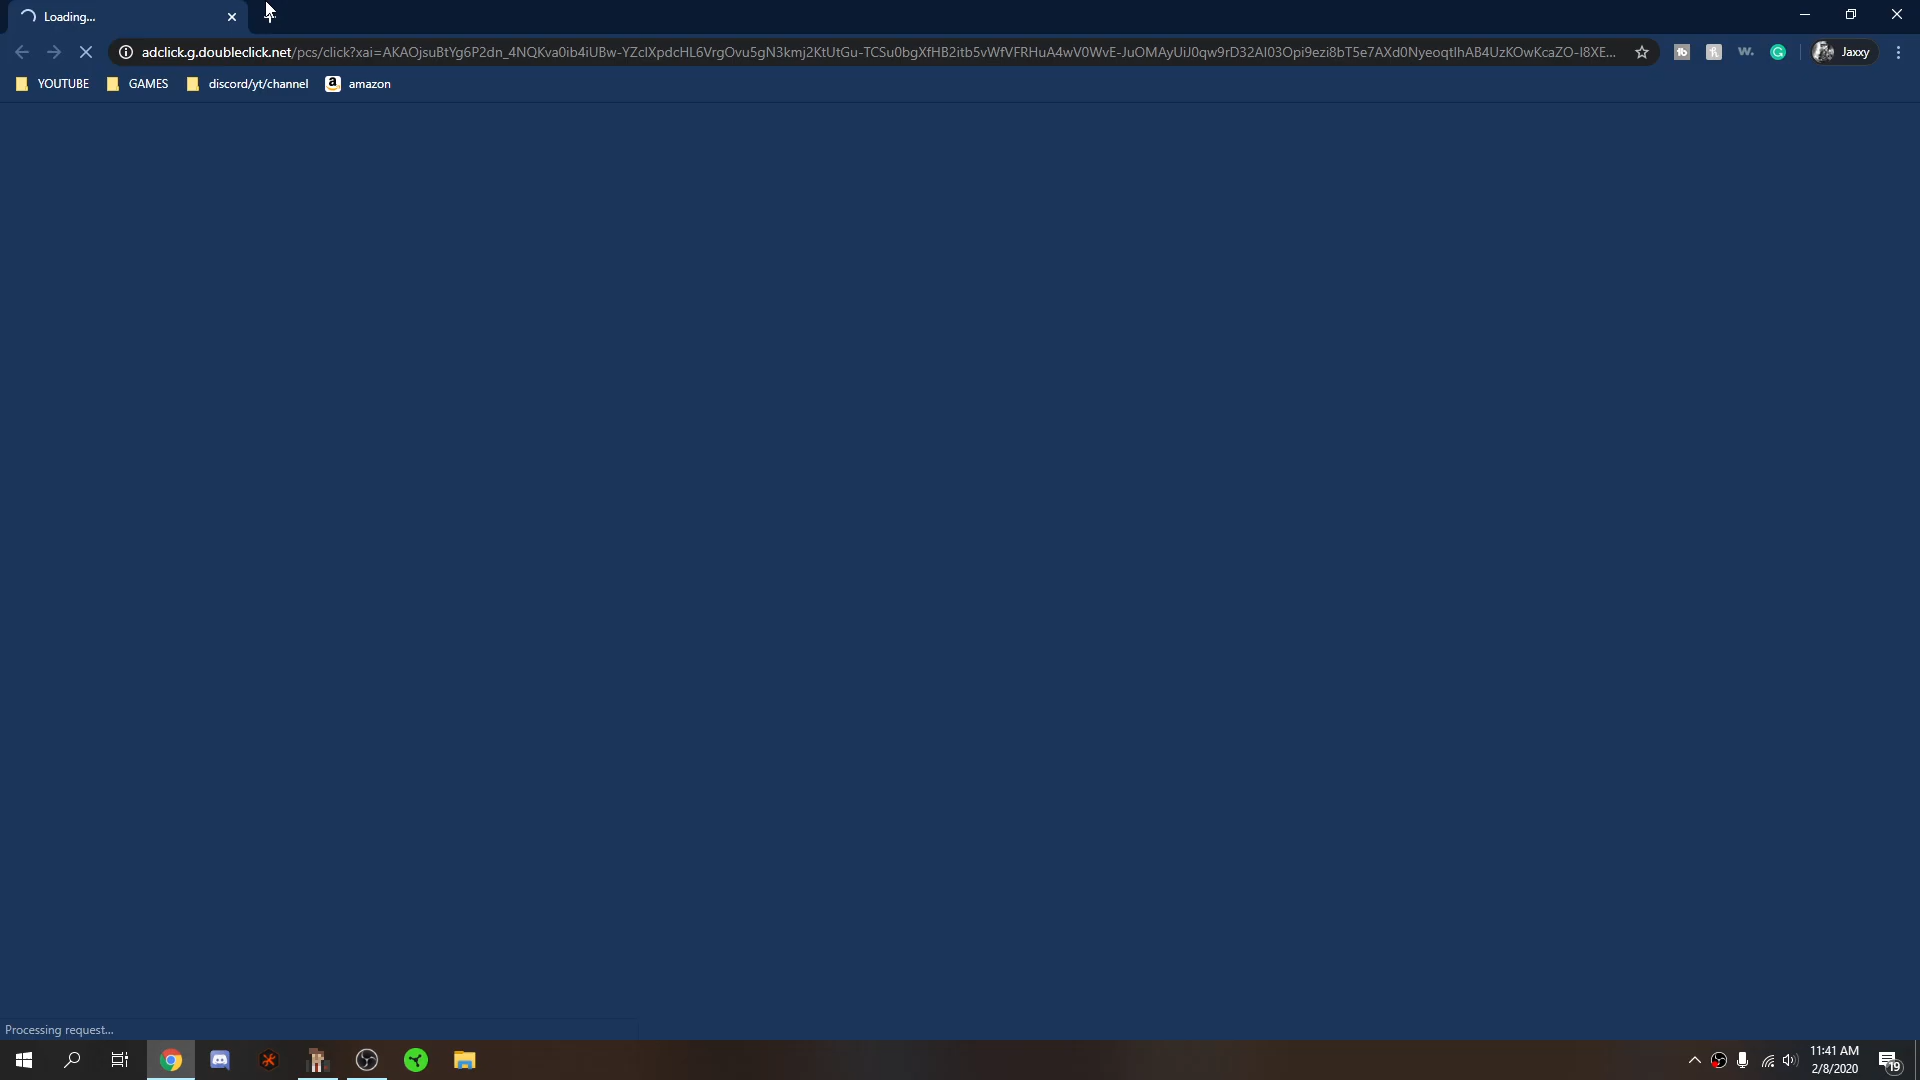 Loading...
adclick.g.doubleclick.net/pcs/click?xai=AKAOjsuBtYg6P2dn_4NQKva0ib4iUBw-YZclXpdcHL6VrgOvu5gN3kmj2KtUtGu-TCSu0bgXfHB2itb5vWfVFRHuA4wV0WvE-JuOMAyUiJ0qw9rD32AI03Opi9ezi8bT5e7AXd0NyeoqtlhAB4UzKOwKcaZO-I8XE...
Jaxxy
YOUTUBE GAMES discord/yt/channel amazon
Processing request...
11:41 AM
2/8/2020
19